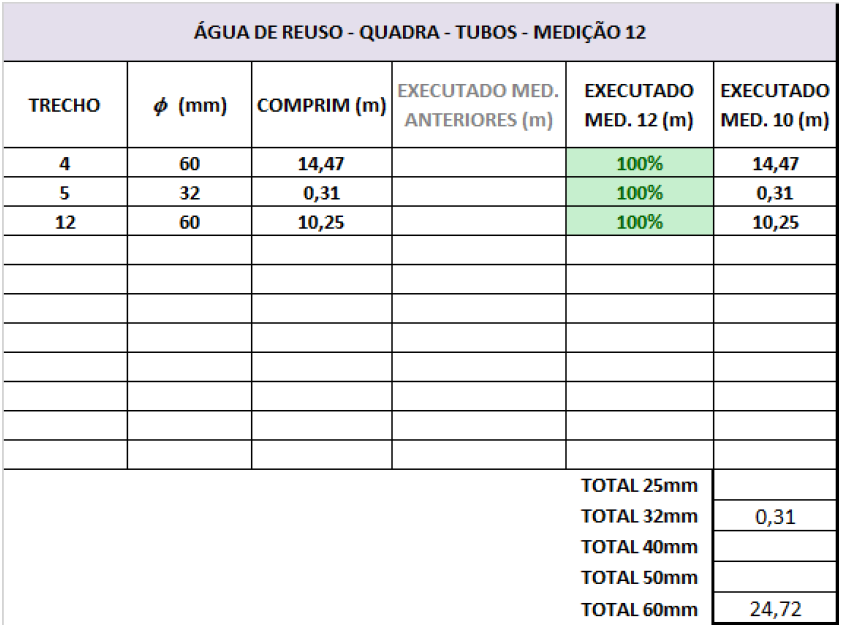 ÁGUA DE REUSO - QUADRA - TUBOS - MEDIÇÃO 12
TRECHO ϕ (mm) COMPRIM (m) EXECUTADO MED. ANTERIORES (m) EXECUTADO MED. 12 (m) EXECUTADO MED. 10 (m)
4 60 14,47 100% 14,47
5 32 0,31 100% 0,31
12 60 10,25 100% 10,25
TOTAL 25mm
TOTAL 32mm 0,31
TOTAL 40mm
TOTAL 50mm
TOTAL 60mm 24,72